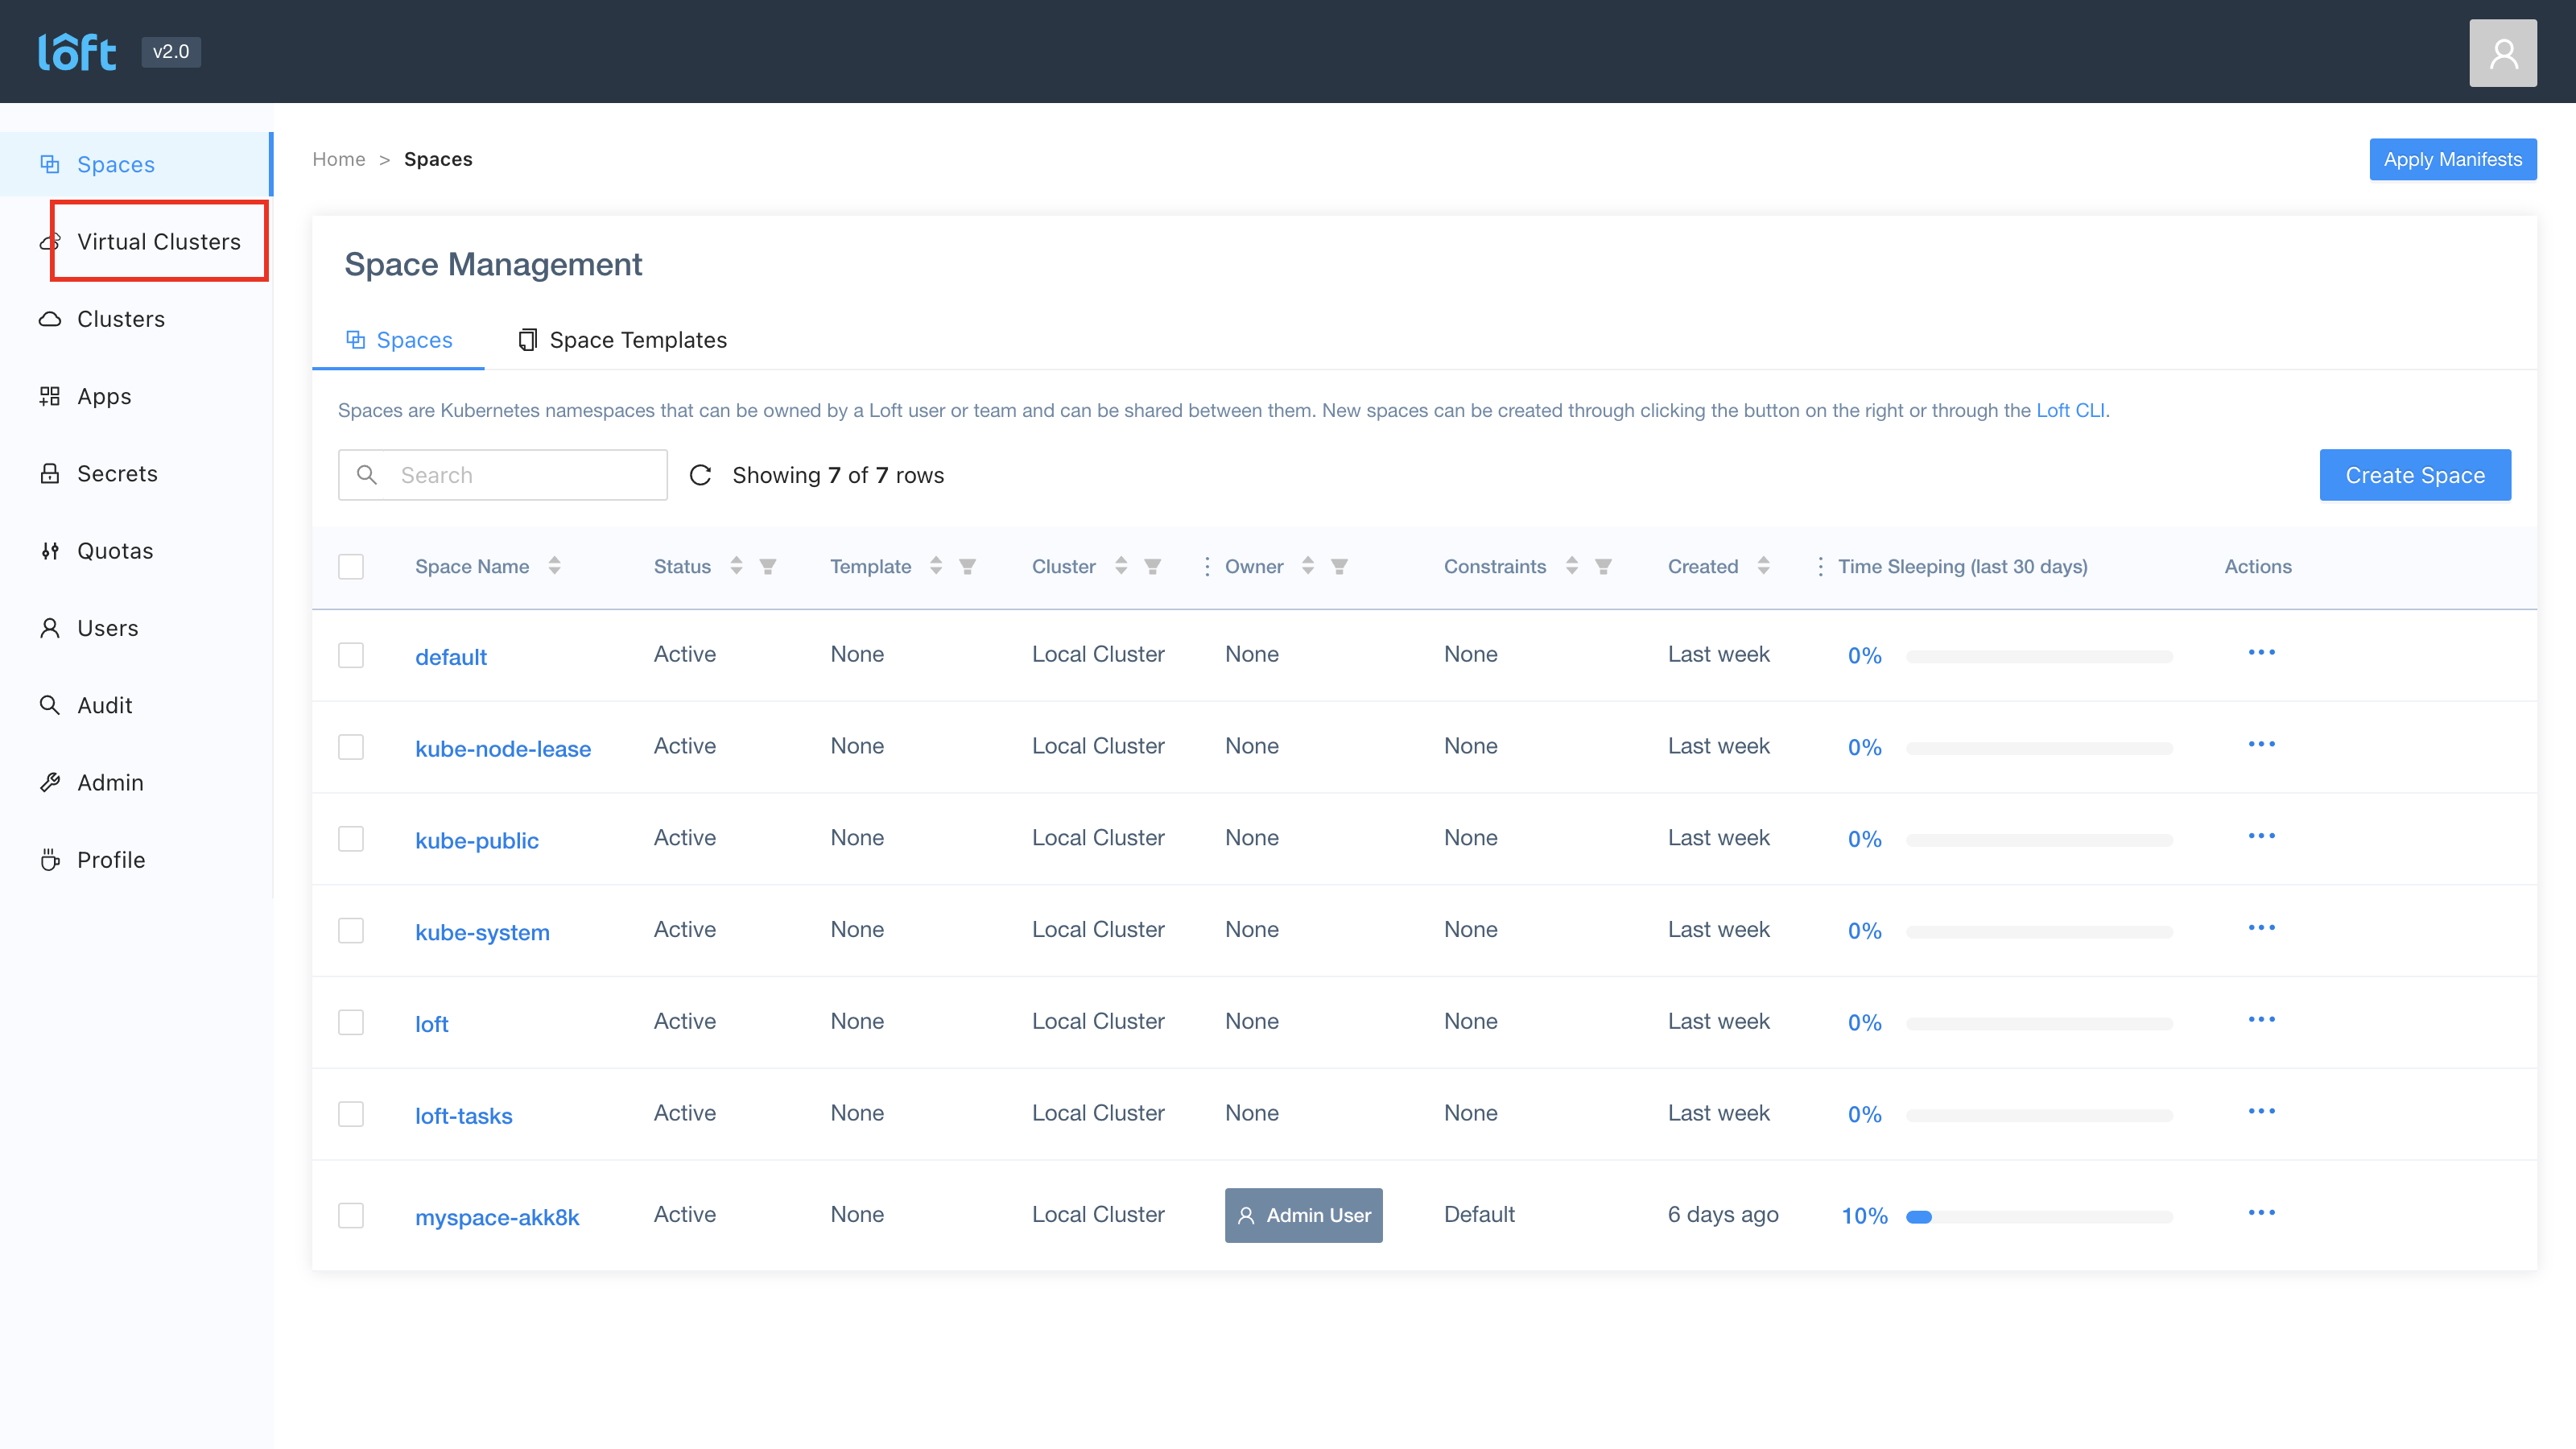 lôft v2.0
Spaces
Virtual Clusters
Clusters
Apps
Secrets
Quotas
Users
Audit
Admin
Profile
Home > Spaces
Apply Manifests
Space Management
Spaces Space Templates
Spaces are Kubernetes namespaces that can be owned by a Loft user or team and can be shared between them. New spaces can be created through clicking the button on the right or through the Loft CLI.
Search Showing 7 of 7 rows Create Space
Space Name Status Template Cluster Owner Constraints Created Time Sleeping (last 30 days) Actions
default Active None Local Cluster None None Last week 0%
kube-node-lease Active None Local Cluster None None Last week 0%
kube-public Active None Local Cluster None None Last week 0%
kube-system Active None Local Cluster None None Last week 0%
loft Active None Local Cluster None None Last week 0%
loft-tasks Active None Local Cluster None None Last week 0%
myspace-akk8k Active None Local Cluster Admin User Default 6 days ago 10%